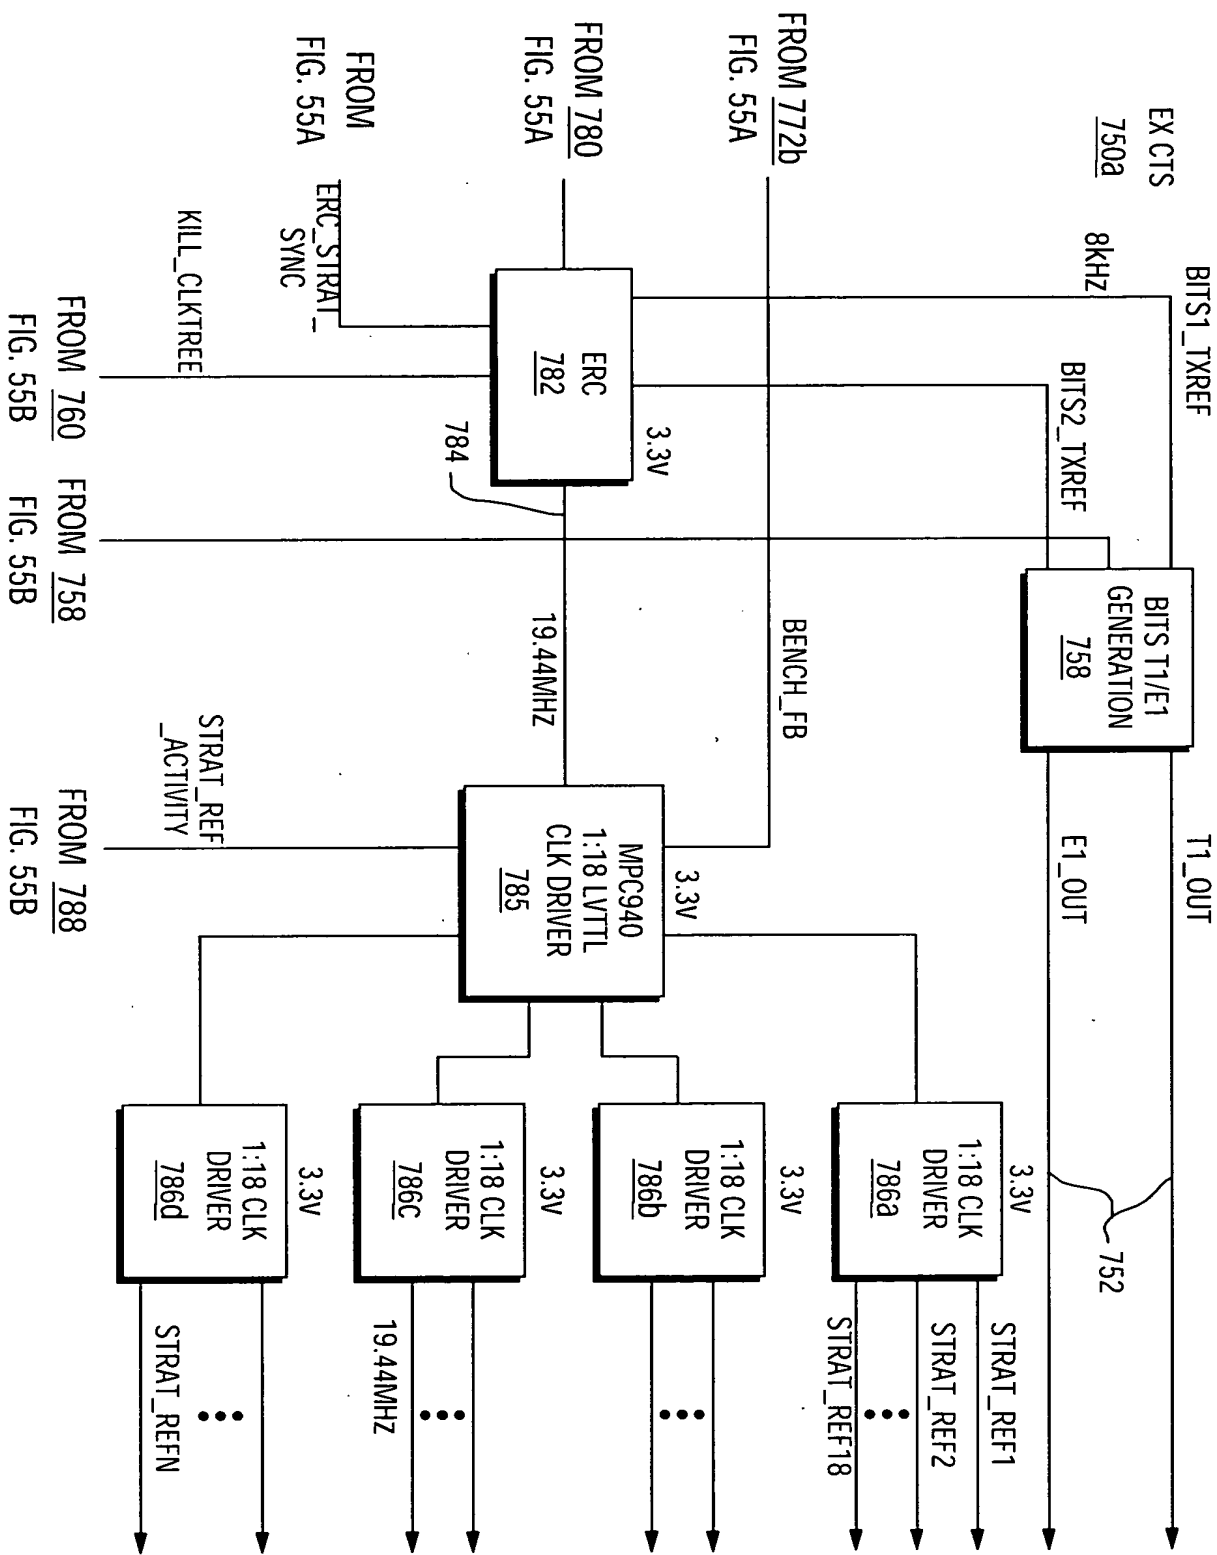 EX CTS
750a
8kHz
BITS1_TXREF
BITS2_TXREF
BITS T1/E1
GENERATION
758
T1_OUT
E1_OUT
752
FROM 772b
FIG. 55A
BENCH_FB
FROM 780
FIG. 55A
FROM
FIG. 55A
ERC_STRAT_
SYNC
KILL_CLKTREE
FROM 760
FIG. 55B
FROM 758
FIG. 55B
ERC
782
3.3v
784
19.44MHZ
MPC940
1:18 LVTTL
CLK DRIVER
785
3.3v
STRAT_REF
_ACTIVITY
FROM 788
FIG. 55B
3.3v
1:18 CLK
DRIVER
786a
STRAT_REF1
STRAT_REF2
STRAT_REF18
3.3v
1:18 CLK
DRIVER
786b
3.3v
1:18 CLK
DRIVER
786c
19.44MHZ
3.3v
1:18 CLK
DRIVER
786d
STRAT_REFN